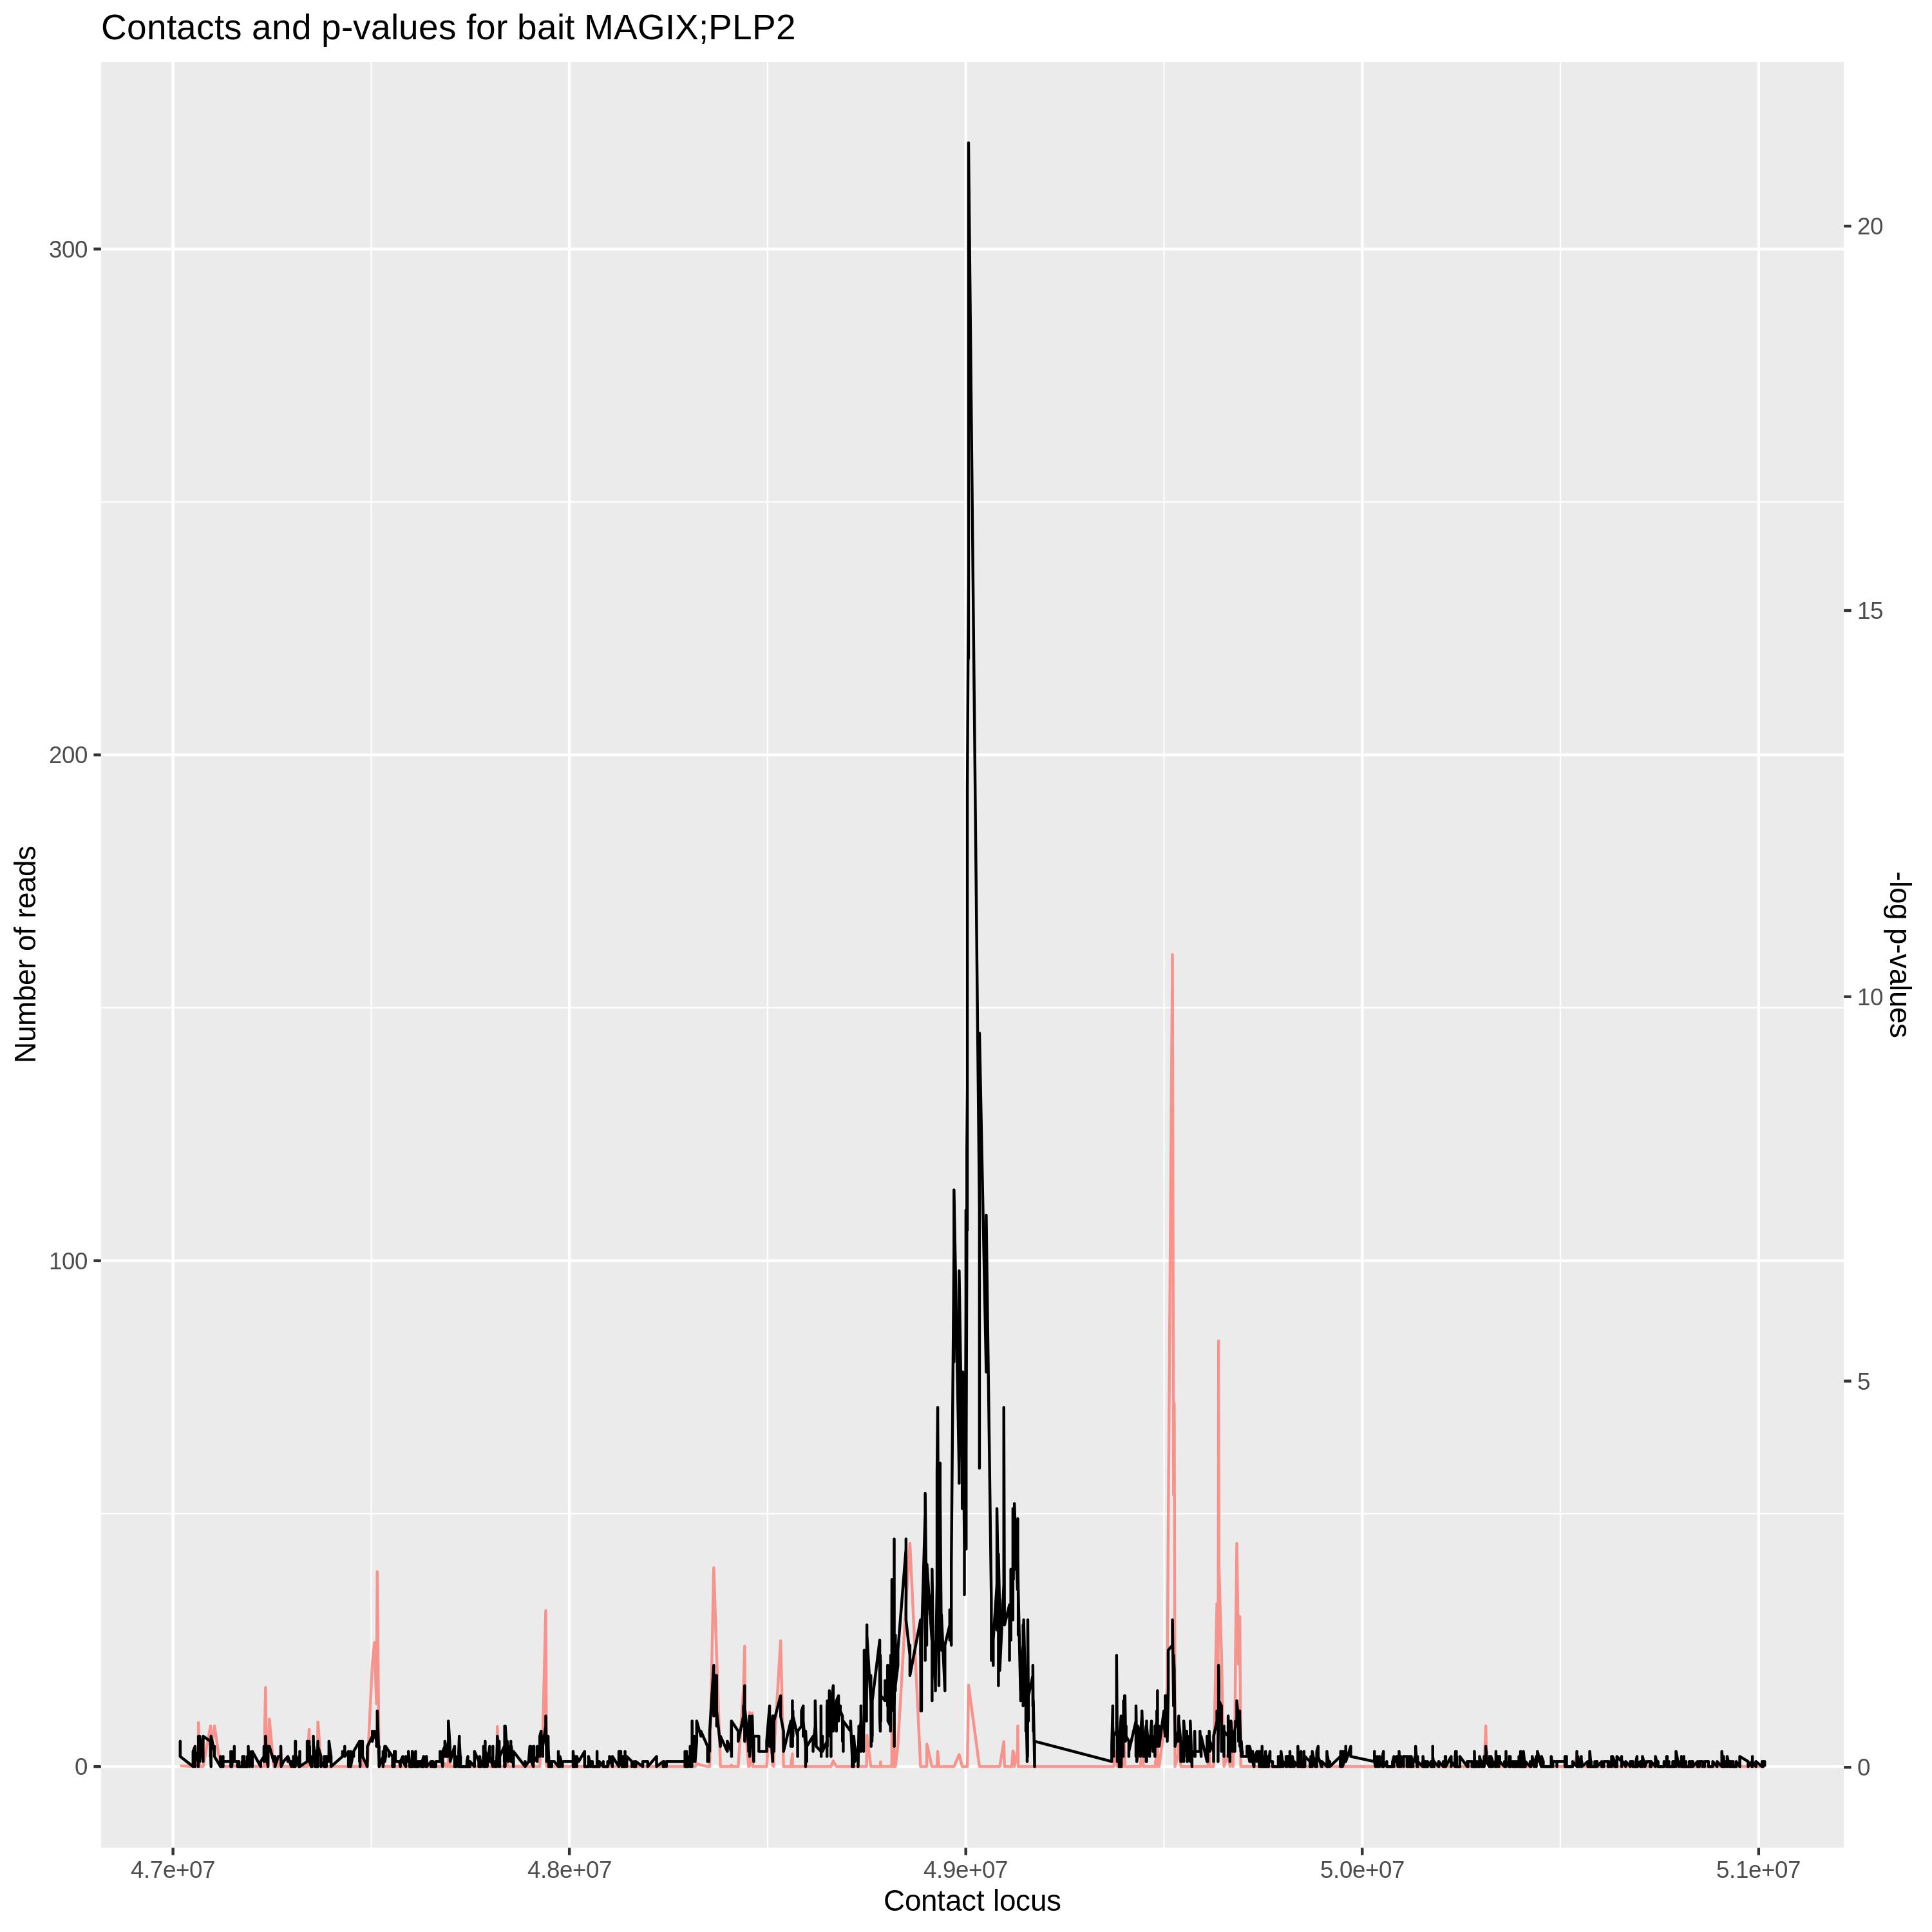 Contacts and p-values for bait MAGIX;PLP2
Number of reads
300
200
100
0
20
15
10
5
0
-log p-values
4.7e+07
4.8e+07
4.9e+07
5.0e+07
5.1e+07
Contact locus